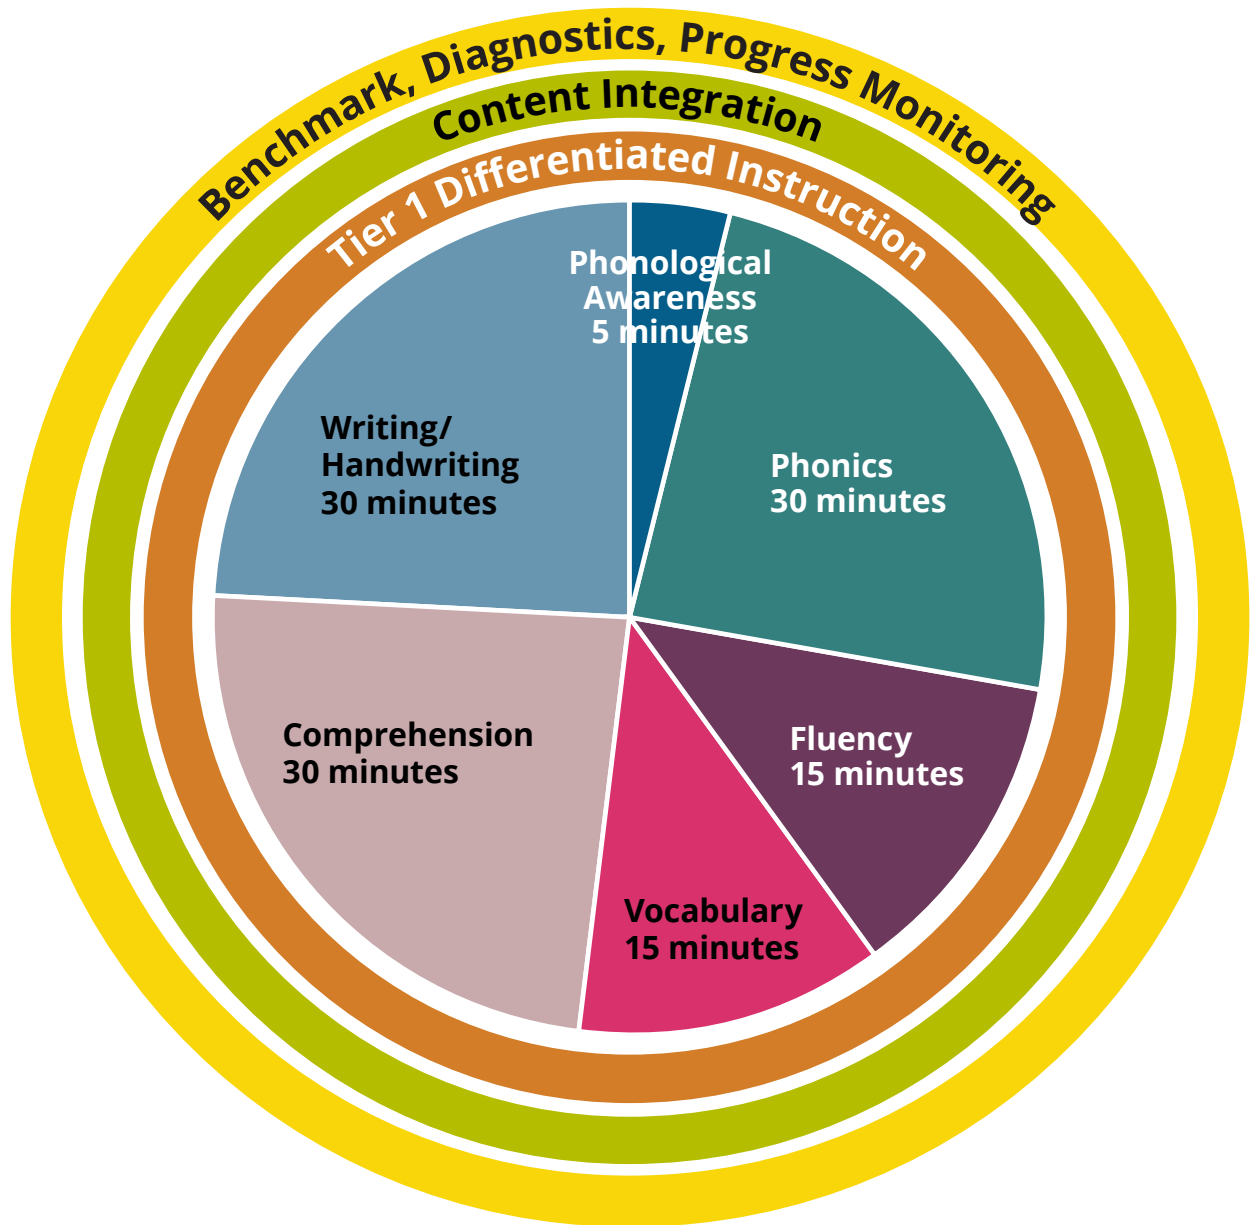 Benchmark, Diagnostics, Progress Monitoring
Content Integration
Tier 1 Differentiated Instruction
Phonological
Awareness
5 minutes
Phonics
30 minutes
Fluency
15 minutes
Vocabulary
15 minutes
Comprehension
30 minutes
Writing/
Handwriting
30 minutes